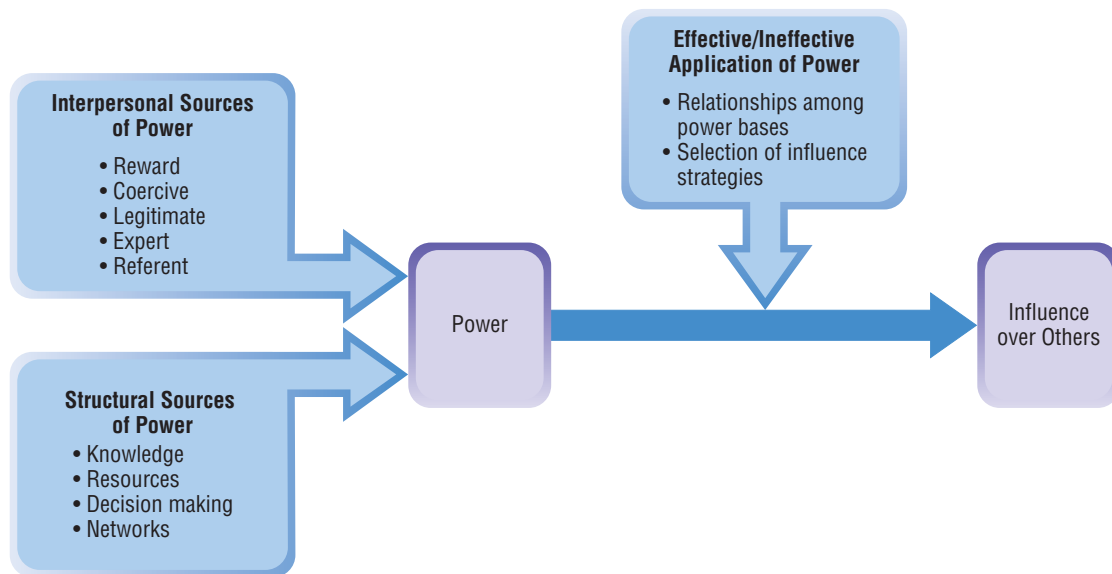 Interpersonal Sources
of Power
• Reward
• Coercive
• Legitimate
• Expert
• Referent
Structural Sources
of Power
• Knowledge
• Resources
• Decision making
• Networks
Power
Effective/Ineffective
Application of Power
• Relationships among
power bases
• Selection of influence
strategies
Influence
over Others